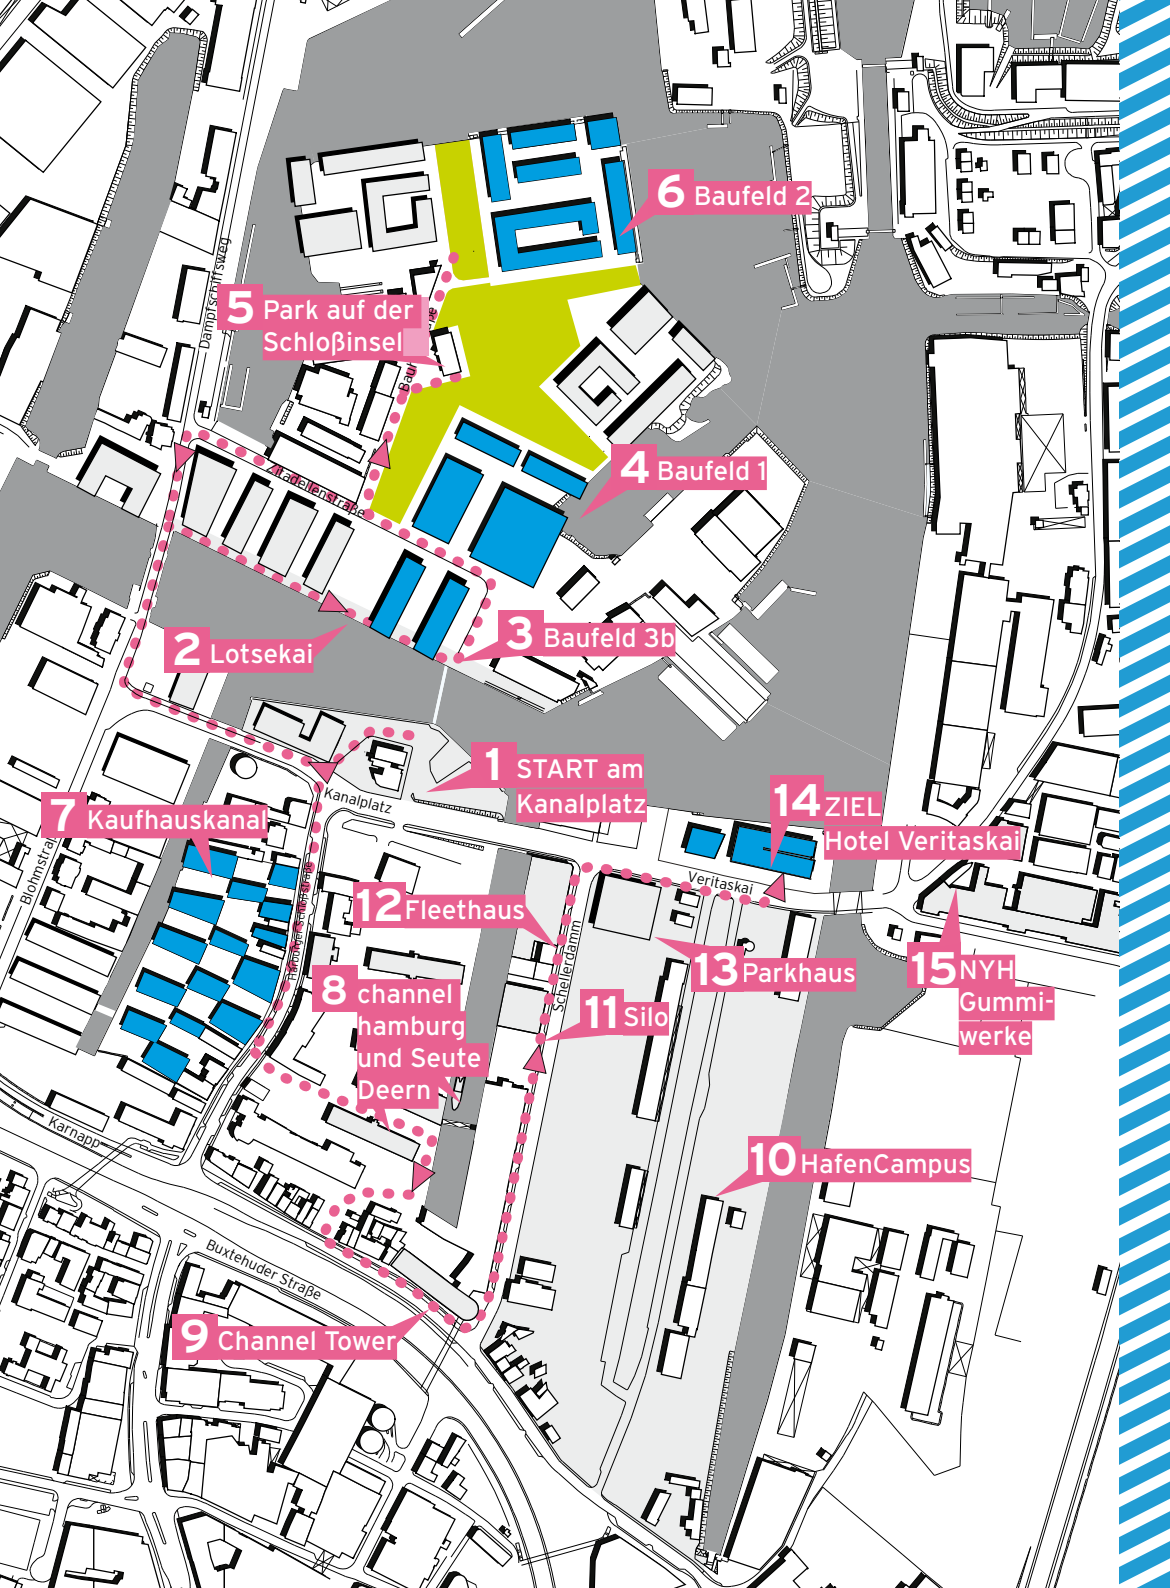 6 Baufeld 2
Dampfschiffsweg
5 Park auf der
Schloßinsel
4 Baufeld 1
3 Baufeld 3b
2 Lotsekai
1 START am
Kanalplatz
Kanalplatz
14 ZIEL
Hotel Veritaskai
7 Kaufhauskanal
Veritaskai
12 Fleethaus
Schellerdamm
Harburger Schloßstraße
13 Parkhaus
15 NYH
Gummi-
werke
8 channel
hamburg
und Seute
Deern
11 Silo
Karnapp
10 HafenCampus
Buxtehuder Straße
9 Channel Tower